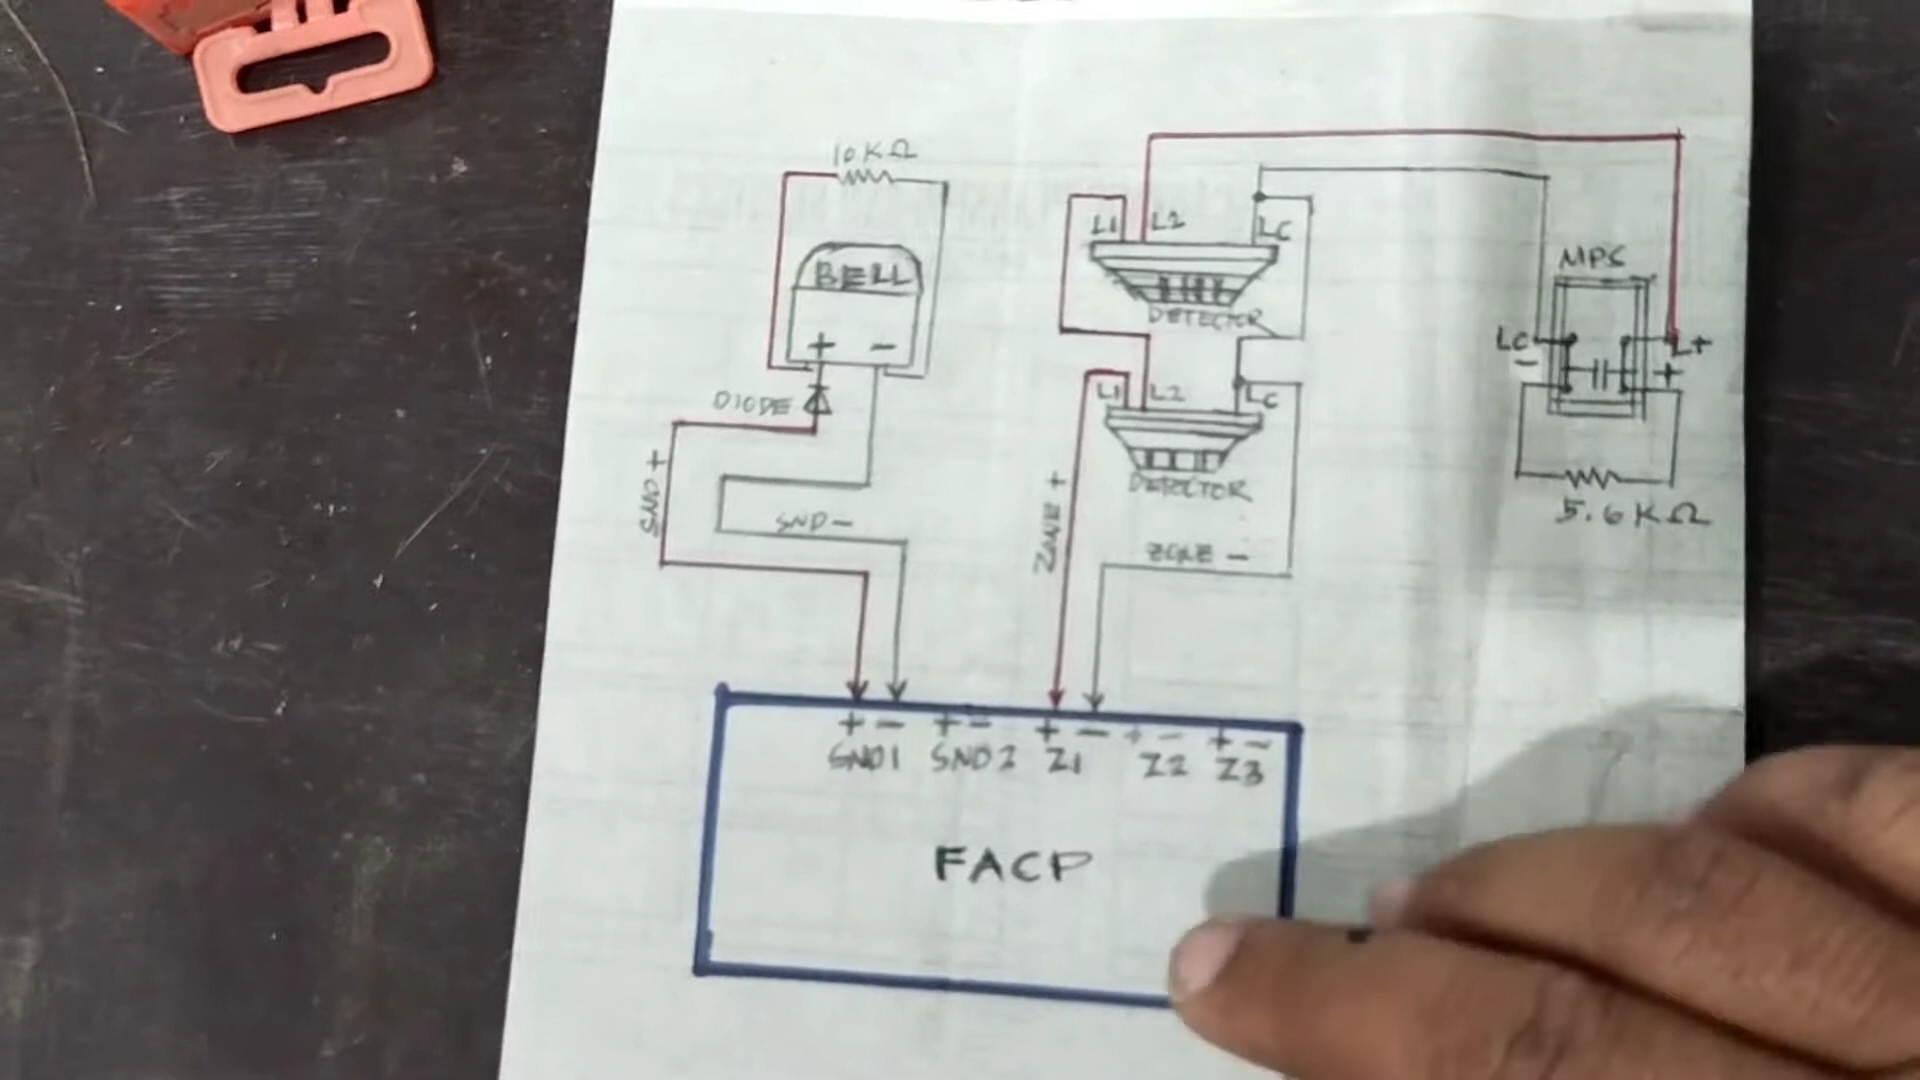 10KΩ
BELL
+ -
DIODE
SND +
SND -
L1 L2 LC
DETECTOR
L1 L2 LC
DETECTOR
ZONE +
ZONE -
MPS
LC L+
- +
5.6KΩ
+ - + - + - + - + -
SND1 SND2 Z1 Z2 Z3
FACP